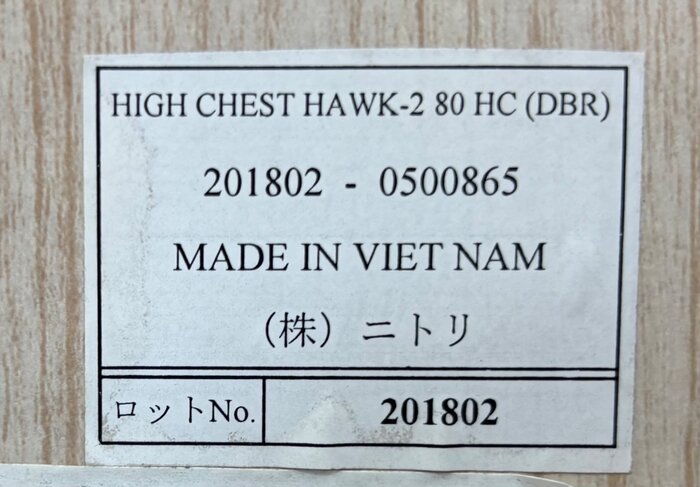 HIGH CHEST HAWK-2 80 HC (DBR)
201802 - 0500865
MADE IN VIET NAM
（株）ニトリ
ロットNo. 201802